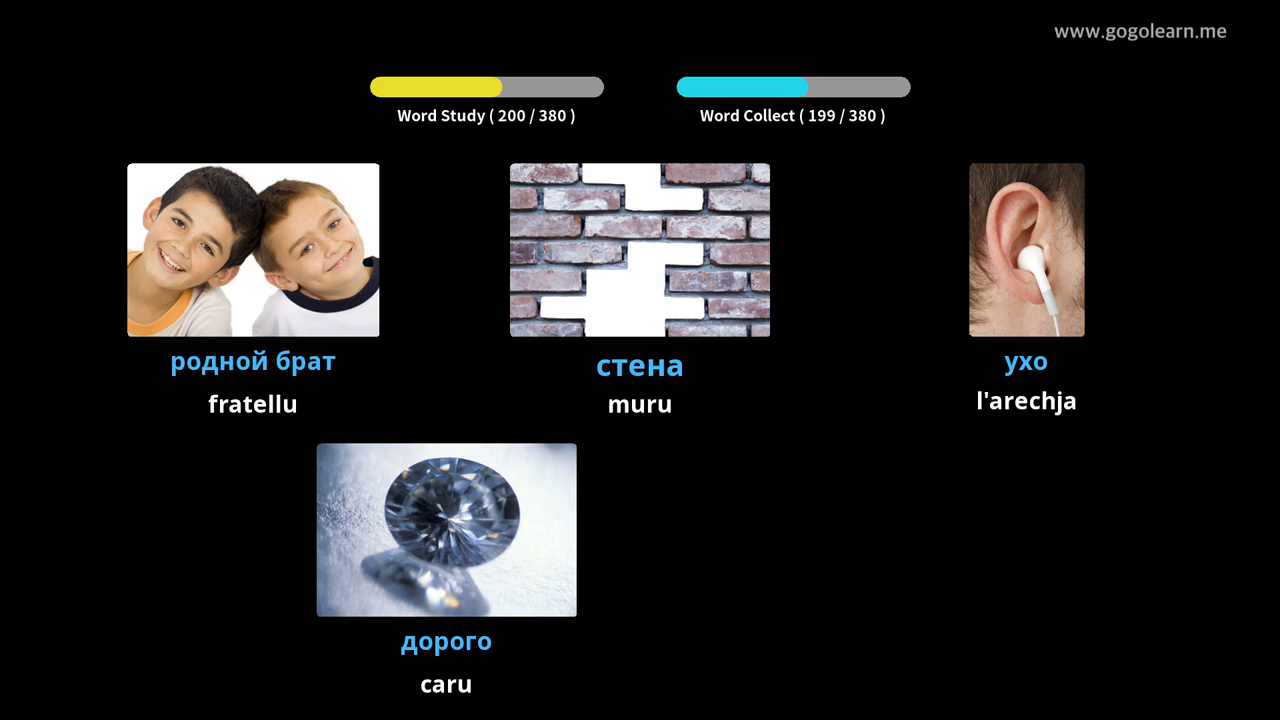 www.gogolearn.me
Word Study ( 200 / 380 )
Word Collect ( 199 / 380 )
родной брат
fratellu
стена
muru
ухо
l'arechja
дорого
caru